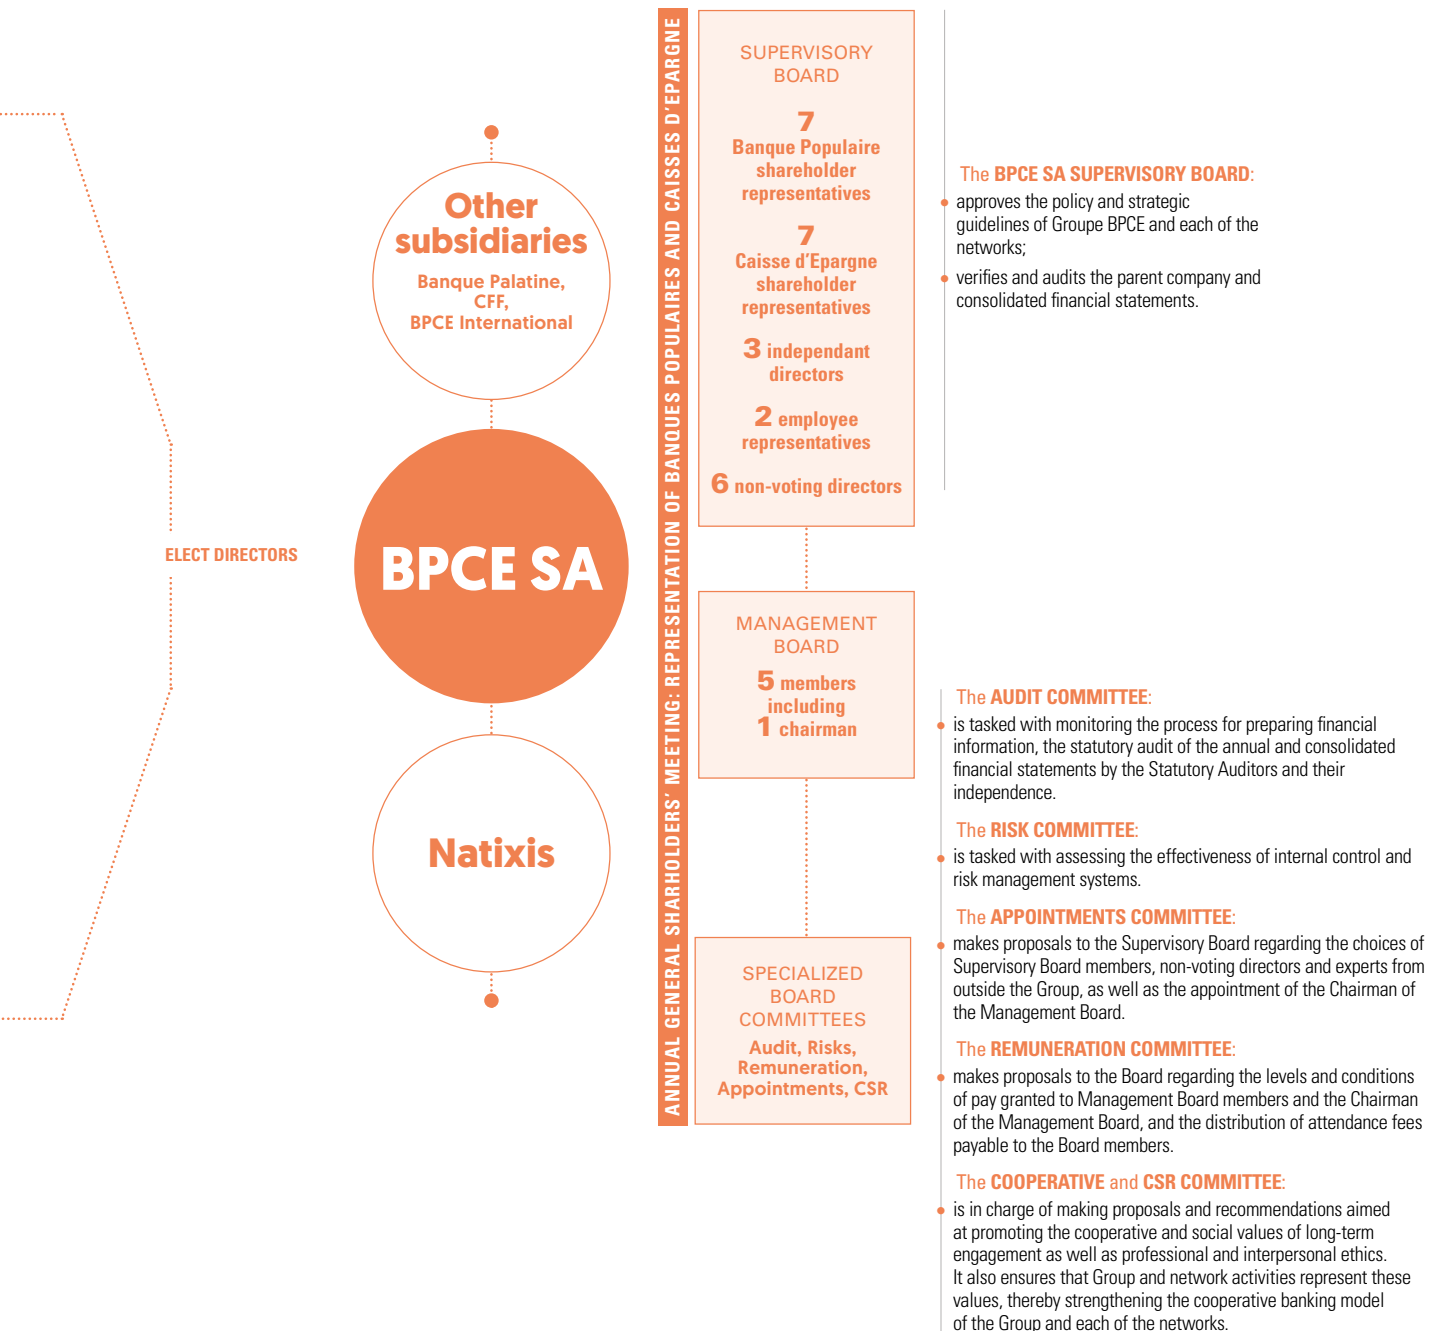 ELECT DIRECTORS
Other
subsidiaries
Banque Palatine,
CFF,
BPCE International
BPCE SA
Natixis
ANNUAL GENERAL SHARHOLDERS' MEETING: REPRESENTATION OF BANQUES POPULAIRES AND CAISSES D'EPARGNE
SUPERVISORY
BOARD
7
Banque Populaire
shareholder
representatives
7
Caisse d'Epargne
shareholder
representatives
3 independant
directors
2 employee
representatives
6 non-voting directors
MANAGEMENT
BOARD
5 members
including
1 chairman
SPECIALIZED
BOARD
COMMITTEES
Audit, Risks,
Remuneration,
Appointments, CSR
The BPCE SA SUPERVISORY BOARD:
approves the policy and strategic
guidelines of Groupe BPCE and each of the
networks;
verifies and audits the parent company and
consolidated financial statements.
The AUDIT COMMITTEE:
is tasked with monitoring the process for preparing financial
information, the statutory audit of the annual and consolidated
financial statements by the Statutory Auditors and their
independence.
The RISK COMMITTEE:
is tasked with assessing the effectiveness of internal control and
risk management systems.
The APPOINTMENTS COMMITTEE:
makes proposals to the Supervisory Board regarding the choices of
Supervisory Board members, non-voting directors and experts from
outside the Group, as well as the appointment of the Chairman of
the Management Board.
The REMUNERATION COMMITTEE:
makes proposals to the Board regarding the levels and conditions
of pay granted to Management Board members and the Chairman
of the Management Board, and the distribution of attendance fees
payable to the Board members.
The COOPERATIVE and CSR COMMITTEE:
is in charge of making proposals and recommendations aimed
at promoting the cooperative and social values of long-term
engagement as well as professional and interpersonal ethics.
It also ensures that Group and network activities represent these
values, thereby strengthening the cooperative banking model
of the Group and each of the networks.